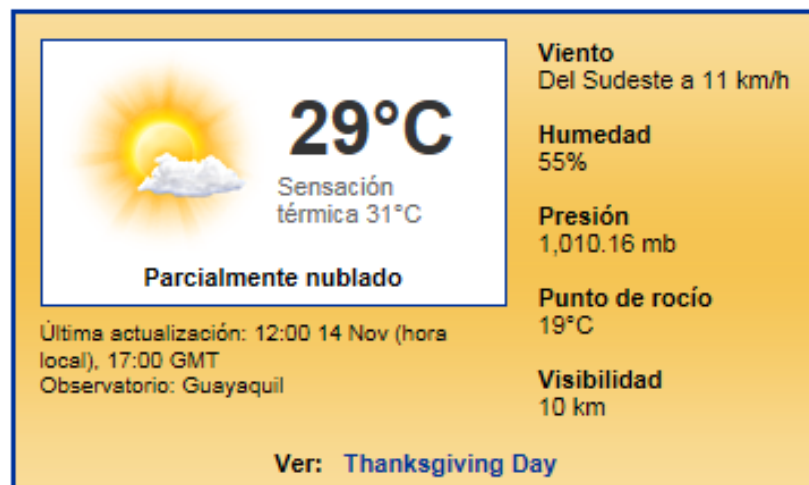 29°C
Sensación
térmica 31°C
Parcialmente nublado
Última actualización: 12:00 14 Nov (hora
local), 17:00 GMT
Observatorio: Guayaquil
Viento
Del Sudeste a 11 km/h
Humedad
55%
Presión
1,010.16 mb
Punto de rocío
19°C
Visibilidad
10 km
Ver: Thanksgiving Day